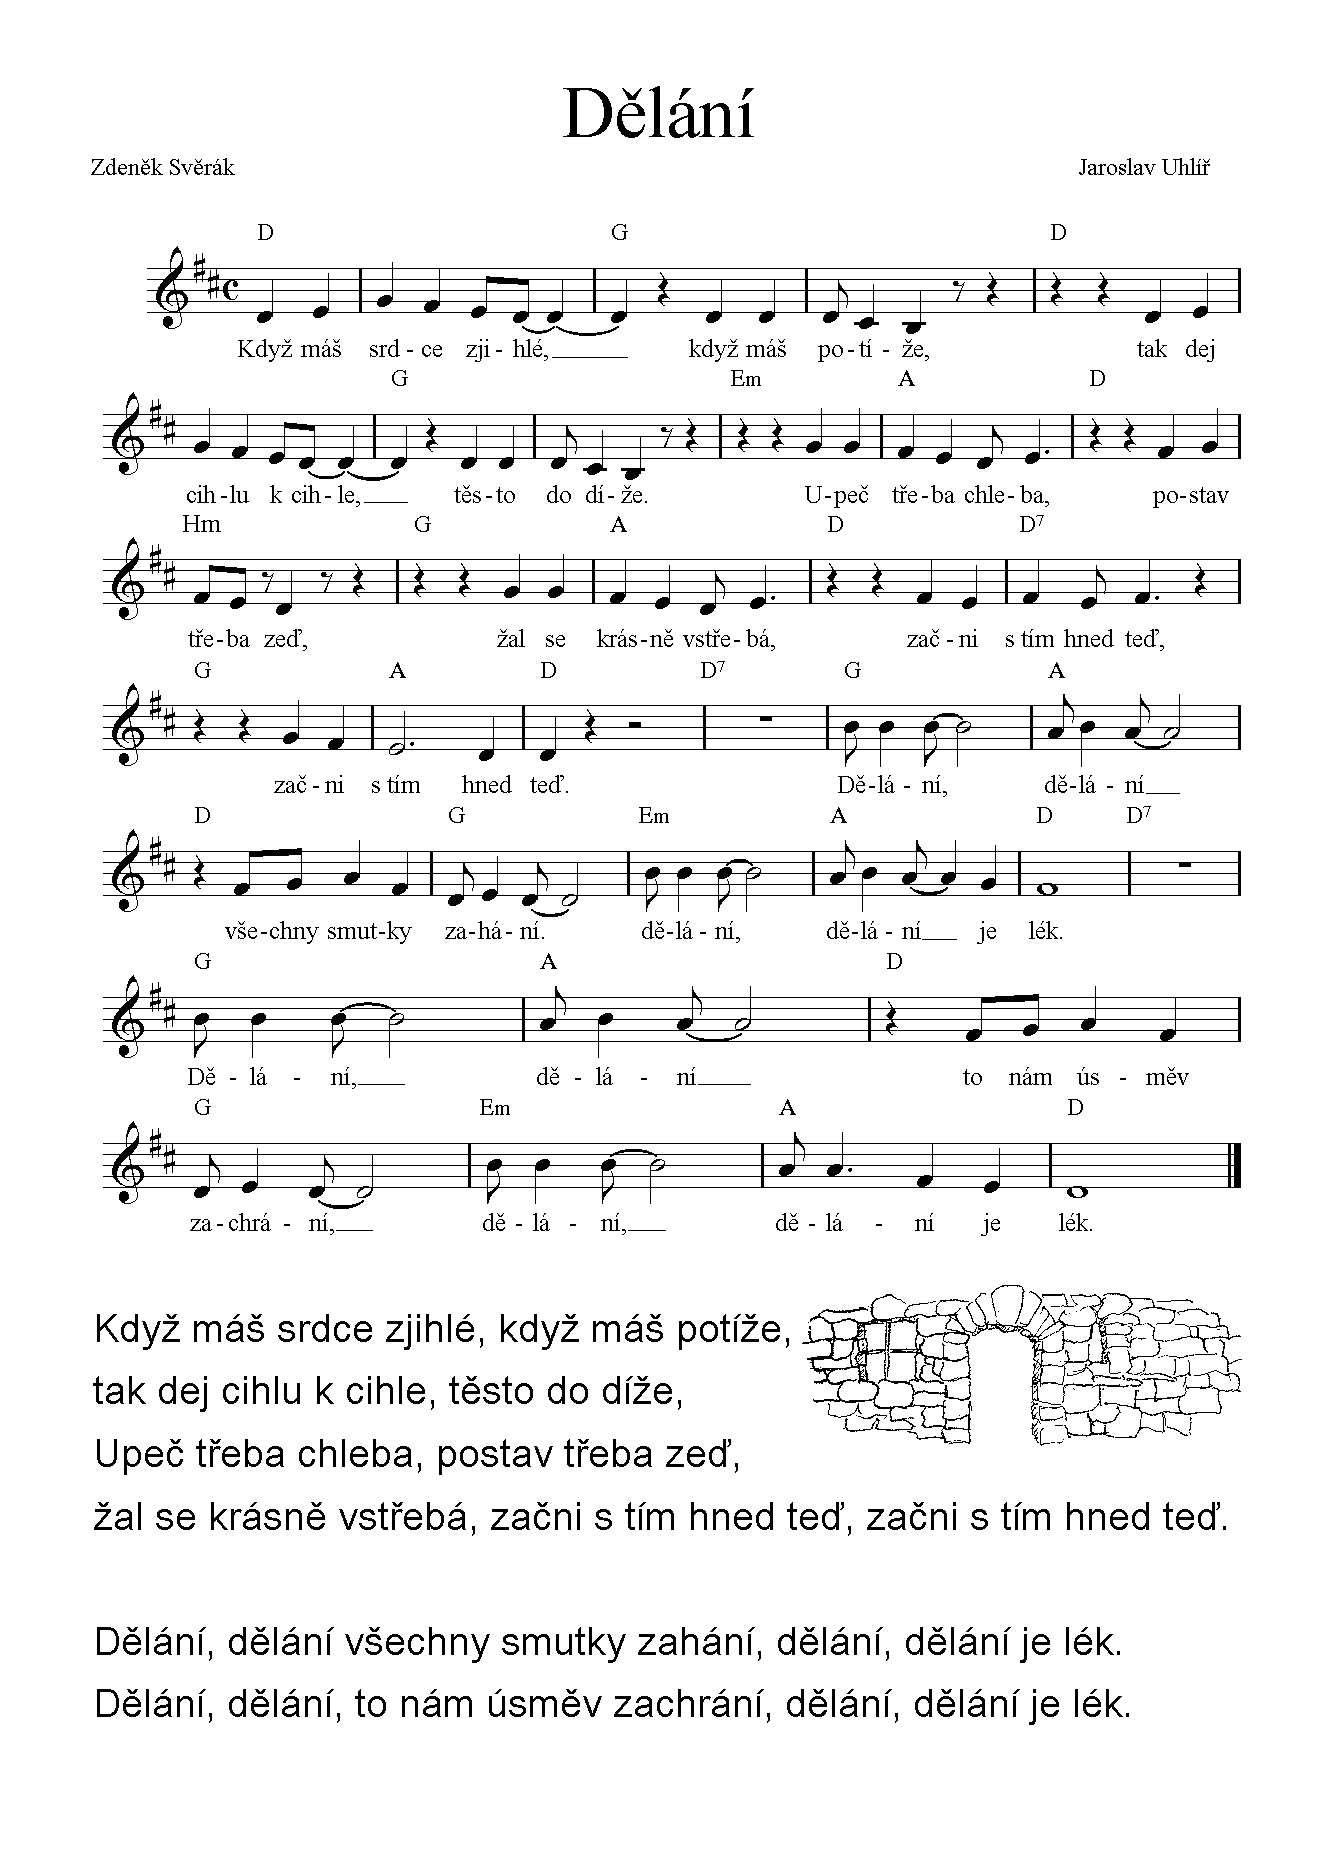 Dělání
Zdeněk Svěrák Jaroslav Uhlíř
D G D
Když máš srd - ce zji - hlé, když máš po - tí - že, tak dej
G Em A D
cih - lu k cih - le, těs - to do dí - že. U - peč tře - ba chle - ba, po - stav
Hm G A D D7
tře - ba zeď, žal se krás - ně vstře - bá, zač - ni s tím hned teď,
G A D D7 G A
zač - ni s tím hned teď. Dě - lá - ní, dě - lá - ní
D G Em A D D7
vše - chny smut - ky za - há - ní. dě - lá - ní, dě - lá - ní je lék.
G A D
Dě - lá - ní, dě - lá - ní to nám ús - měv
G Em A D
za - chrá - ní, dě - lá - ní, dě - lá - ní je lék.
Když máš srdce zjihlé, když máš potíže,
tak dej cihlu k cihle, těsto do díže,
Upeč třeba chleba, postav třeba zeď,
žal se krásně vstřebá, začni s tím hned teď, začni s tím hned teď.
Dělání, dělání všechny smutky zahání, dělání, dělání je lék.
Dělání, dělání, to nám úsměv zachrání, dělání, dělání je lék.